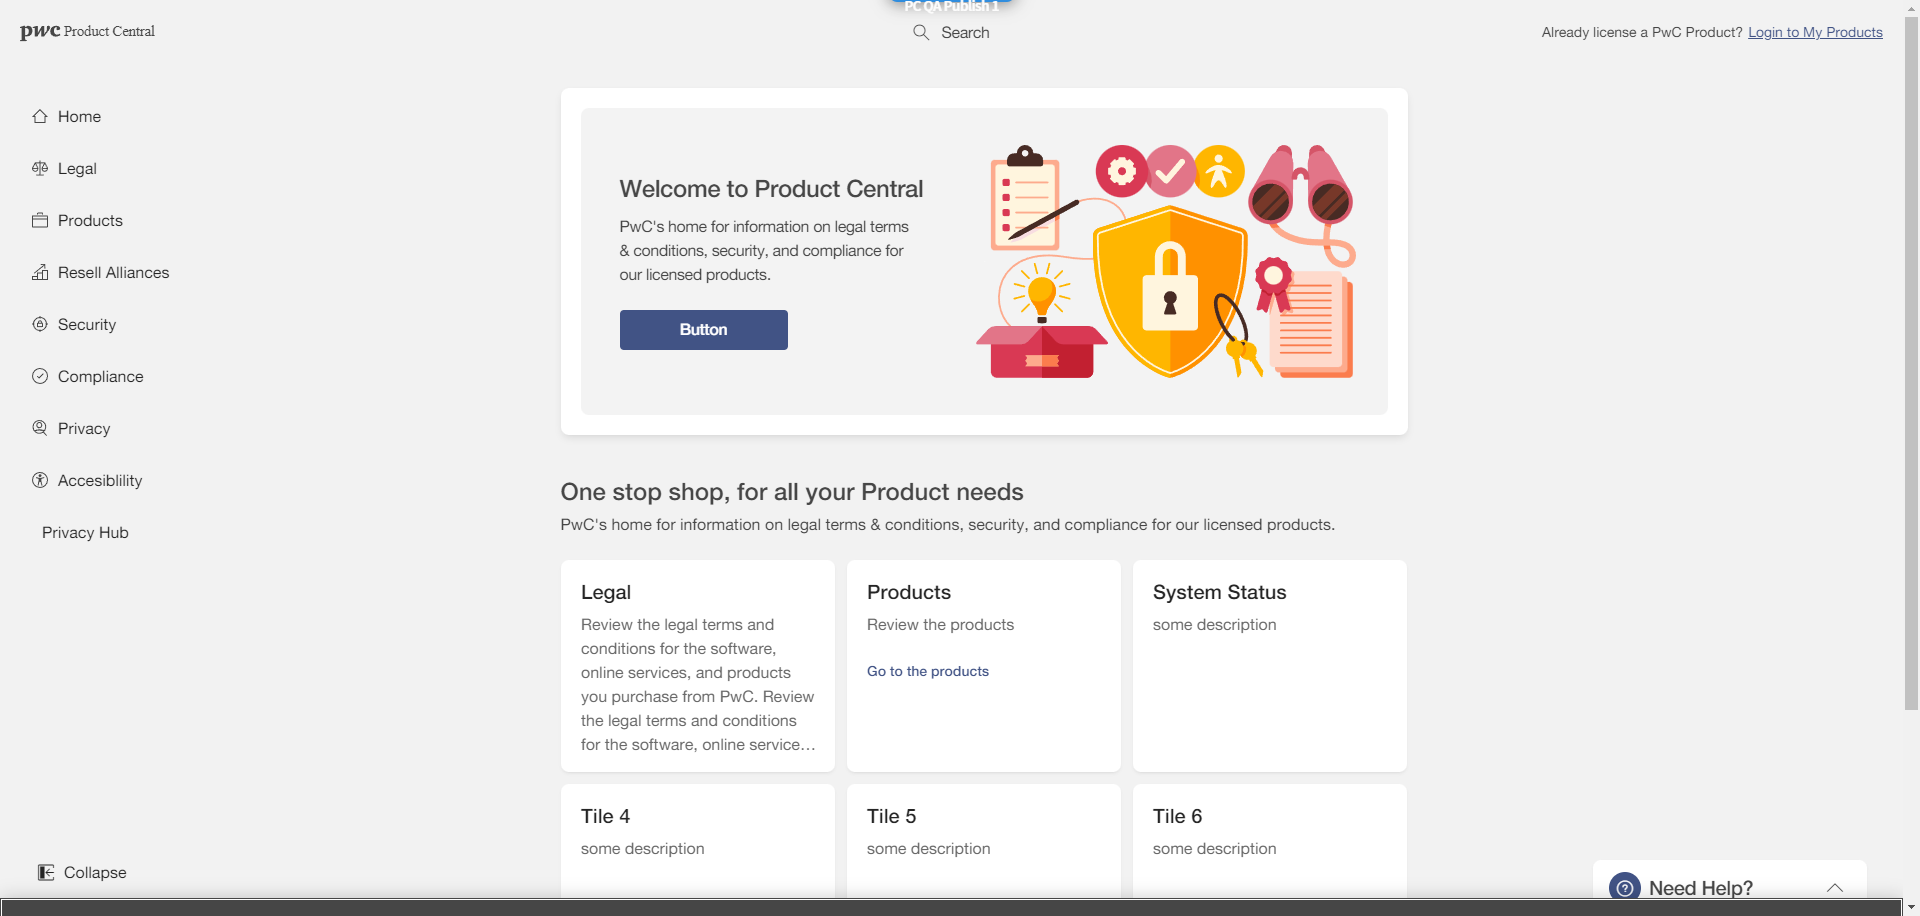 PC QA Publish 1
pwc Product Central
Search
Already license a PwC Product? Login to My Products
Home
Legal
Products
Resell Alliances
Security
Compliance
Privacy
Accesiblility
Privacy Hub
Collapse
Welcome to Product Central
PwC's home for information on legal terms
& conditions, security, and compliance for
our licensed products.
Button
One stop shop, for all your Product needs
PwC's home for information on legal terms & conditions, security, and compliance for our licensed products.
Legal
Review the legal terms and
conditions for the software,
online services, and products
you purchase from PwC. Review
the legal terms and conditions
for the software, online service…
Products
Review the products
Go to the products
System Status
some description
Tile 4
some description
Tile 5
some description
Tile 6
some description
Need Help?